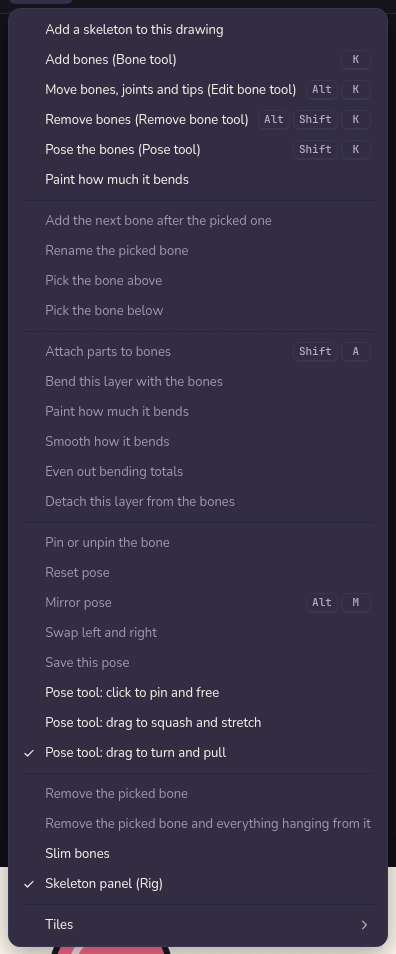 Add a skeleton to this drawing
Add bones (Bone tool) K
Move bones, joints and tips (Edit bone tool) Alt K
Remove bones (Remove bone tool) Alt Shift K
Pose the bones (Pose tool) Shift K
Paint how much it bends
Add the next bone after the picked one
Rename the picked bone
Pick the bone above
Pick the bone below
Attach parts to bones Shift A
Bend this layer with the bones
Paint how much it bends
Smooth how it bends
Even out bending totals
Detach this layer from the bones
Pin or unpin the bone
Reset pose
Mirror pose Alt M
Swap left and right
Save this pose
Pose tool: click to pin and free
Pose tool: drag to squash and stretch
Pose tool: drag to turn and pull
Remove the picked bone
Remove the picked bone and everything hanging from it
Slim bones
Skeleton panel (Rig)
Tiles